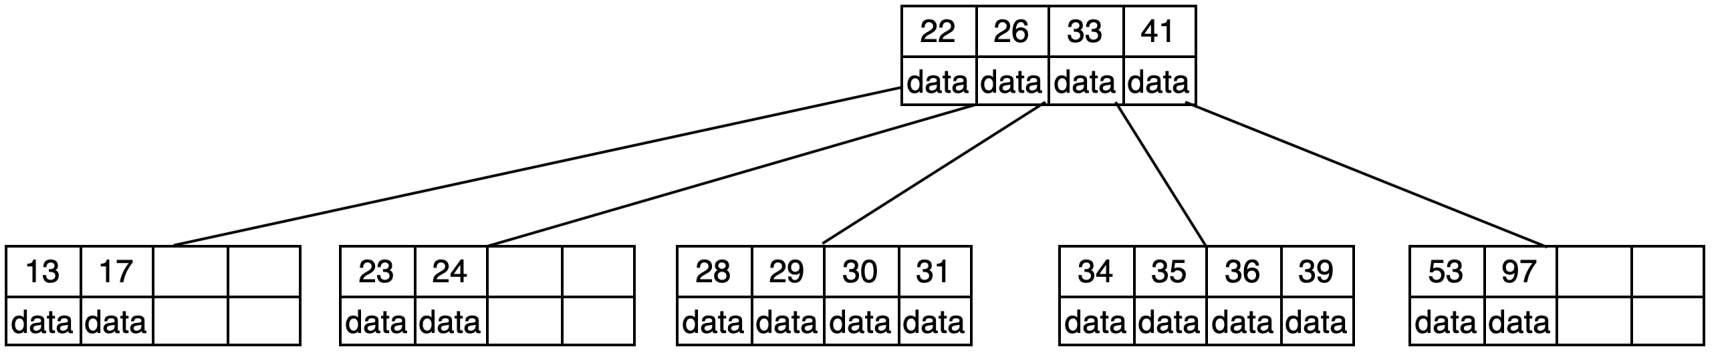 22 26 33 41
data data data data
13 17 23 24 28 29 30 31 34 35 36 39 53 97
data data data data data data data data data data data data data data